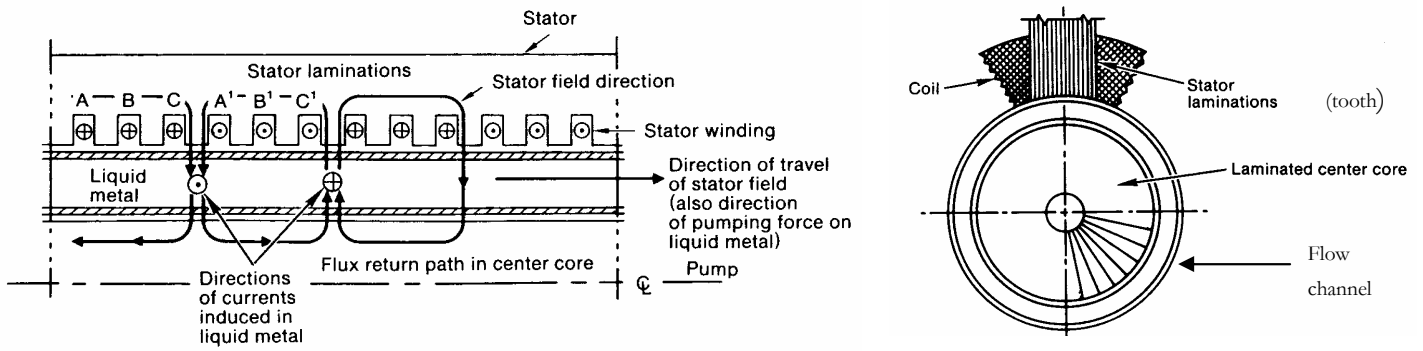 Stator
Stator laminations
Stator field direction
A B C A¹ B¹ C¹
Stator winding
Liquid
metal
Direction of travel
of stator field
(also direction
of pumping force on
liquid metal)
Flux return path in center core
Directions
of currents
induced in
liquid metal
℄ Pump
Coil
Stator
laminations
(tooth)
Laminated center core
Flow
channel